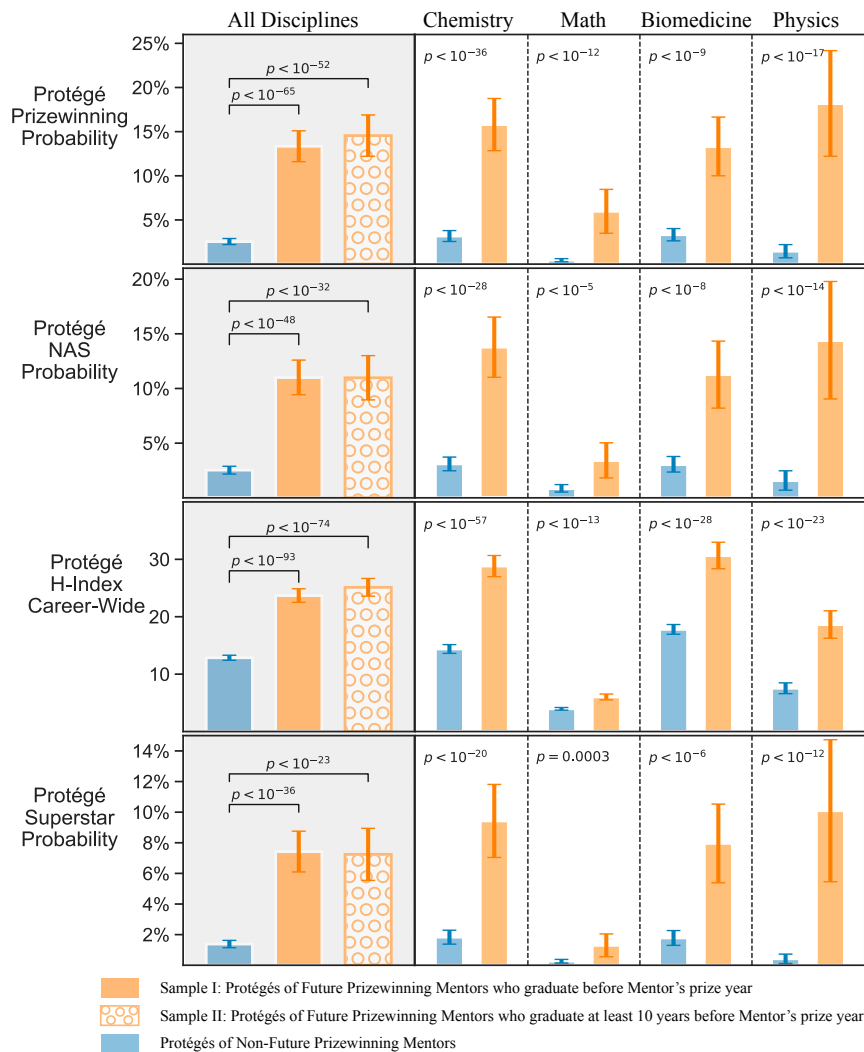 All Disciplines Chemistry Math Biomedicine Physics
Protégé
Prizewinning
Probability
25%
20%
15%
10%
5%
p < 10⁻⁵²
p < 10⁻⁶⁵
p < 10⁻³⁶
p < 10⁻¹²
p < 10⁻⁹
p < 10⁻¹⁷
Protégé
NAS
Probability
20%
15%
10%
5%
p < 10⁻³²
p < 10⁻⁴⁸
p < 10⁻²⁸
p < 10⁻⁵
p < 10⁻⁸
p < 10⁻¹⁴
Protégé
H-Index
Career-Wide
30
20
10
p < 10⁻⁷⁴
p < 10⁻⁹³
p < 10⁻⁵⁷
p < 10⁻¹³
p < 10⁻²⁸
p < 10⁻²³
Protégé
Superstar
Probability
14%
12%
10%
8%
6%
4%
2%
p < 10⁻²³
p < 10⁻³⁶
p < 10⁻²⁰
p = 0.0003
p < 10⁻⁶
p < 10⁻¹²
Sample I: Protégés of Future Prizewinning Mentors who graduate before Mentor's prize year
Sample II: Protégés of Future Prizewinning Mentors who graduate at least 10 years before Mentor's prize year
Protégés of Non-Future Prizewinning Mentors